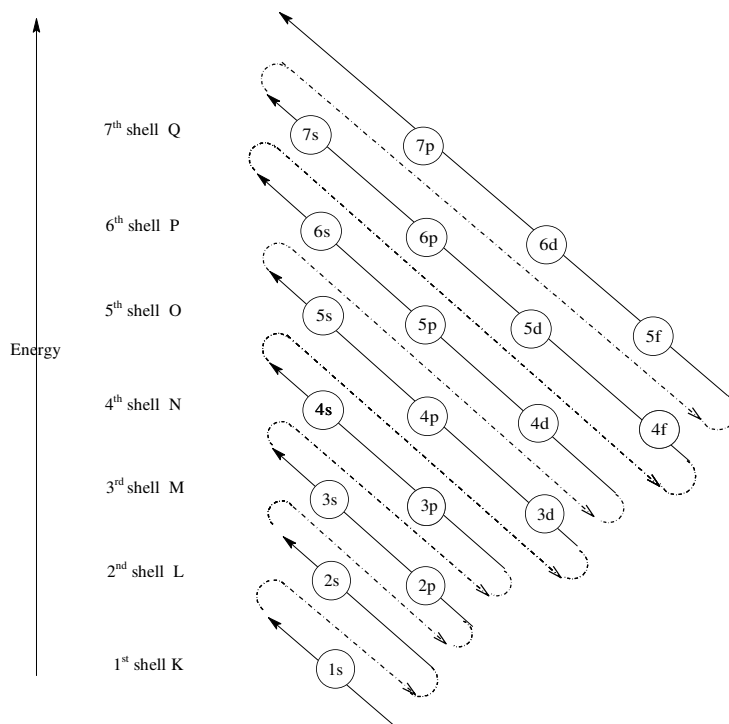 7th shell Q
7s
7p
6th shell P
6s
6p
6d
5th shell O
5s
5p
5d
5f
Energy
4th shell N
4s
4p
4d
4f
3rd shell M
3s
3p
3d
2nd shell L
2s
2p
1st shell K
1s